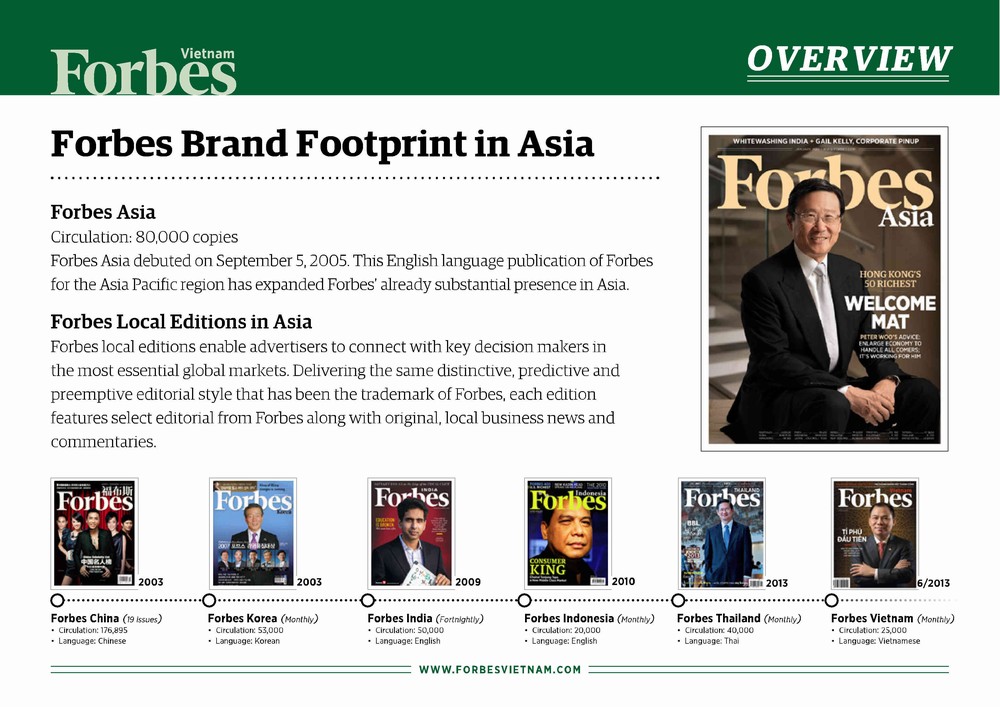 Forbes Vietnam
OVERVIEW
Forbes Brand Footprint in Asia
Forbes Asia
Circulation: 80,000 copies
Forbes Asia debuted on September 5, 2005. This English language publication of Forbes
for the Asia Pacific region has expanded Forbes’ already substantial presence in Asia.
Forbes Local Editions in Asia
Forbes local editions enable advertisers to connect with key decision makers in
the most essential global markets. Delivering the same distinctive, predictive and
preemptive editorial style that has been the trademark of Forbes, each edition
features select editorial from Forbes along with original, local business news and
commentaries.
WHITEWASHING INDIA • GAIL KELLY, CORPORATE PINUP
Forbes
Asia
HONG KONG'S
50 RICHEST
WELCOME
MAT
PETER WOO'S ADVICE:
ENLARGE ECONOMY TO
HANDLE ALL COMERS;
IT'S WORKING FOR HIM
福布斯
Forbes
中国名人榜
2003
Forbes
Korea
2003
INDIA
Forbes
2009
Indonesia
Forbes
CONSUMER
KING
2010
THAILAND
Forbes
BBL
2013
Forbes
TỈ PHÚ
ĐẦU TIÊN
6/2013
Forbes China (19 issues)
• Circulation: 176,895
• Language: Chinese
Forbes Korea (Monthly)
• Circulation: 53,000
• Language: Korean
Forbes India (Fortnightly)
• Circulation: 50,000
• Language: English
Forbes Indonesia (Monthly)
• Circulation: 20,000
• Language: English
Forbes Thailand (Monthly)
• Circulation: 40,000
• Language: Thai
Forbes Vietnam (Monthly)
• Circulation: 25,000
• Language: Vietnamese
WWW.FORBESVIETNAM.COM